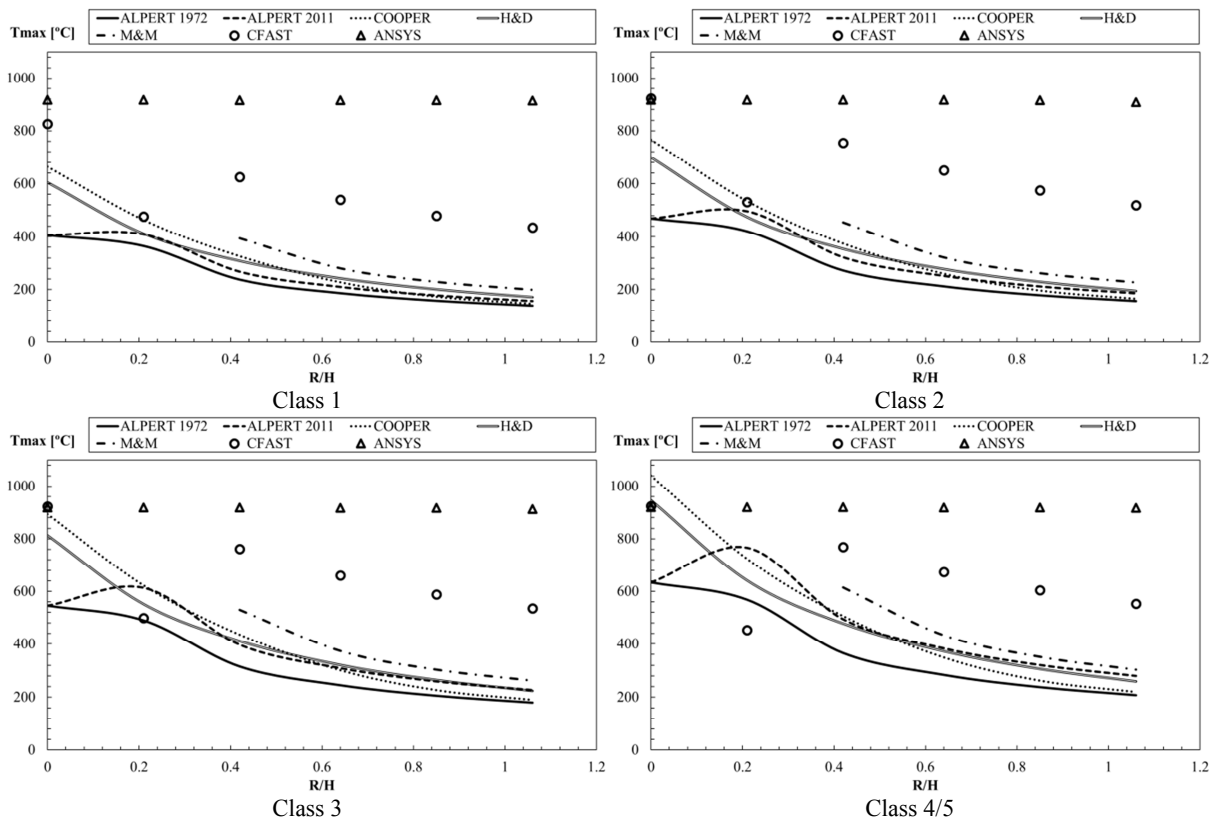 ALPERT 1972 ALPERT 2011 COOPER H&D
Tmax [ºC] M&M CFAST ANSYS
1000
800
600
400
200
0
0 0.2 0.4 0.6 0.8 1 1.2
R/H
Class 1
ALPERT 1972 ALPERT 2011 COOPER H&D
Tmax [ºC] M&M CFAST ANSYS
1000
800
600
400
200
0
0 0.2 0.4 0.6 0.8 1 1.2
R/H
Class 2
ALPERT 1972 ALPERT 2011 COOPER H&D
Tmax [ºC] M&M CFAST ANSYS
1000
800
600
400
200
0
0 0.2 0.4 0.6 0.8 1 1.2
R/H
Class 3
ALPERT 1972 ALPERT 2011 COOPER H&D
Tmax [ºC] M&M CFAST ANSYS
1000
800
600
400
200
0
0 0.2 0.4 0.6 0.8 1 1.2
R/H
Class 4/5